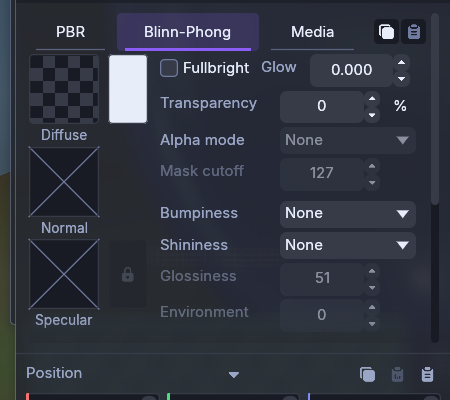 PBR Blinn-Phong Media
Fullbright Glow 0.000
Transparency 0 %
Diffuse
Alpha mode None
Mask cutoff 127
Bumpiness None
Normal
Shininess None
Glossiness 51
Environment 0
Specular
Position